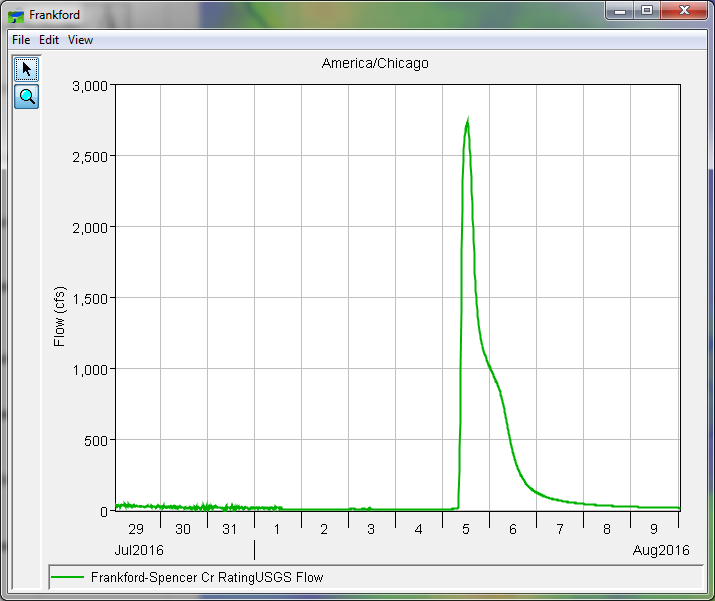 Frankford
File Edit View
America/Chicago
3,000
2,500
2,000
1,500
1,000
500
0
Flow (cfs)
29 30 31 1 2 3 4 5 6 7 8 9
Jul2016 Aug2016
Frankford-Spencer Cr RatingUSGS Flow